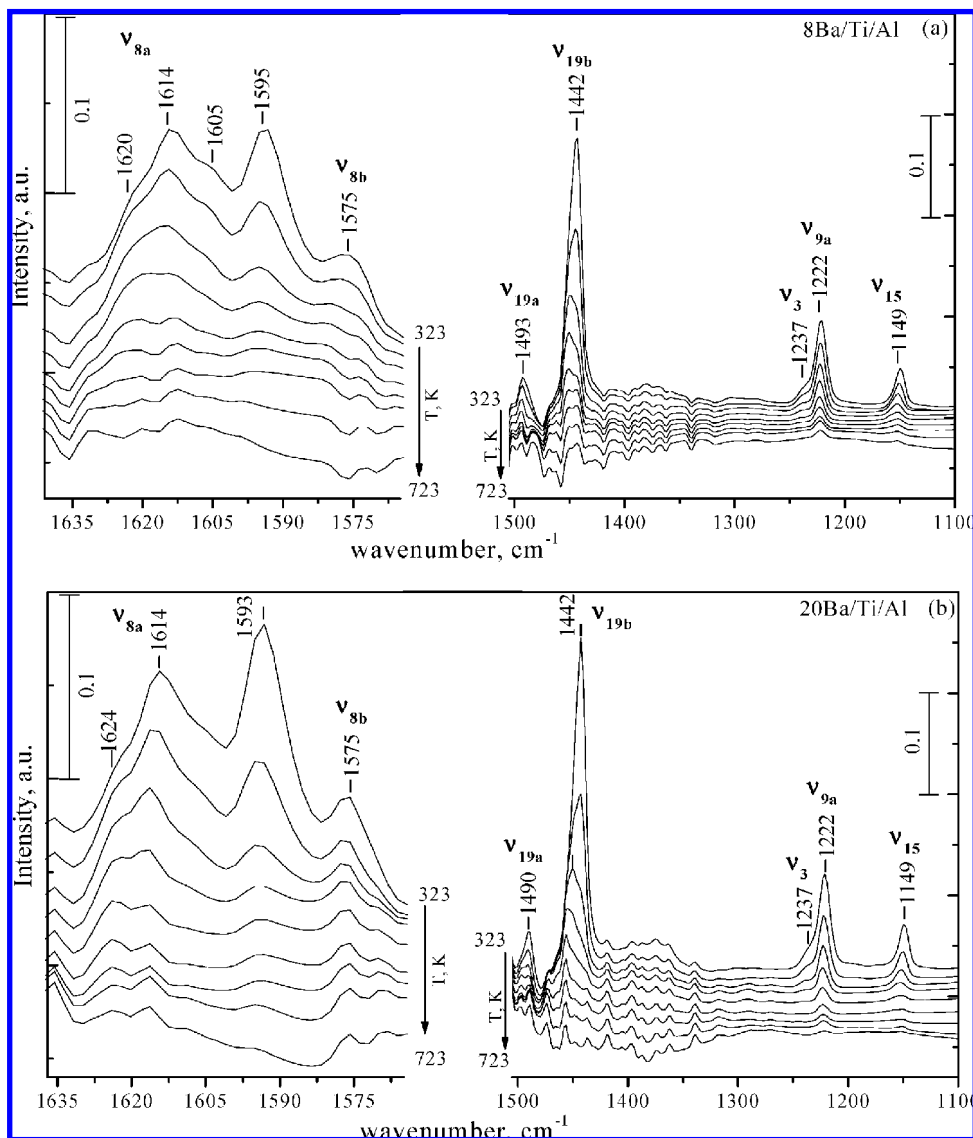 8Ba/Ti/Al (a)
ν8a
1620
1614
1605
1595
ν8b
1575
0.1
Intensity, a.u.
323
T, K
723
ν19b
1442
0.1
ν19a
1493
ν9a
1222
ν3
1237
ν15
1149
323
T, K
723
1635 1620 1605 1590 1575
1500 1400 1300 1200 1100
wavenumber, cm-1
20Ba/Ti/Al (b)
ν8a
1624
1614
1593
ν8b
1575
0.1
Intensity, a.u.
323
T, K
723
1442
ν19b
0.1
ν19a
1490
ν9a
1222
ν3
1237
ν15
1149
323
T, K
723
1635 1620 1605 1590 1575
1500 1400 1300 1200 1100
wavenumber, cm-1